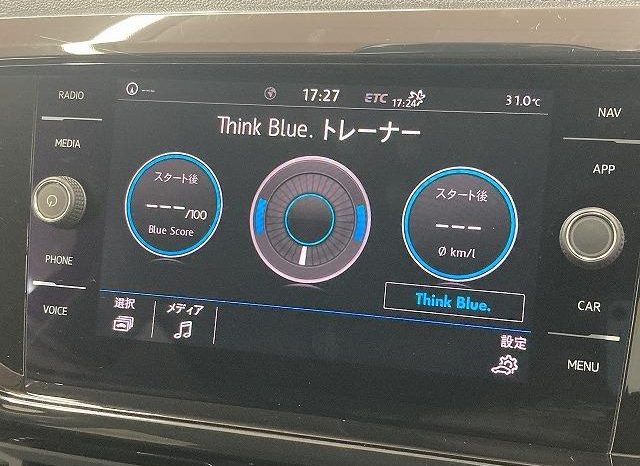 17:27 ETC 17:24 31.0℃
RADIO
NAV
Think Blue. トレーナー
MEDIA
APP
スタート後
---/100
Blue Score
スタート後
---
Ø km/l
PHONE
CAR
Think Blue.
VOICE
選択
メディア
設定
MENU